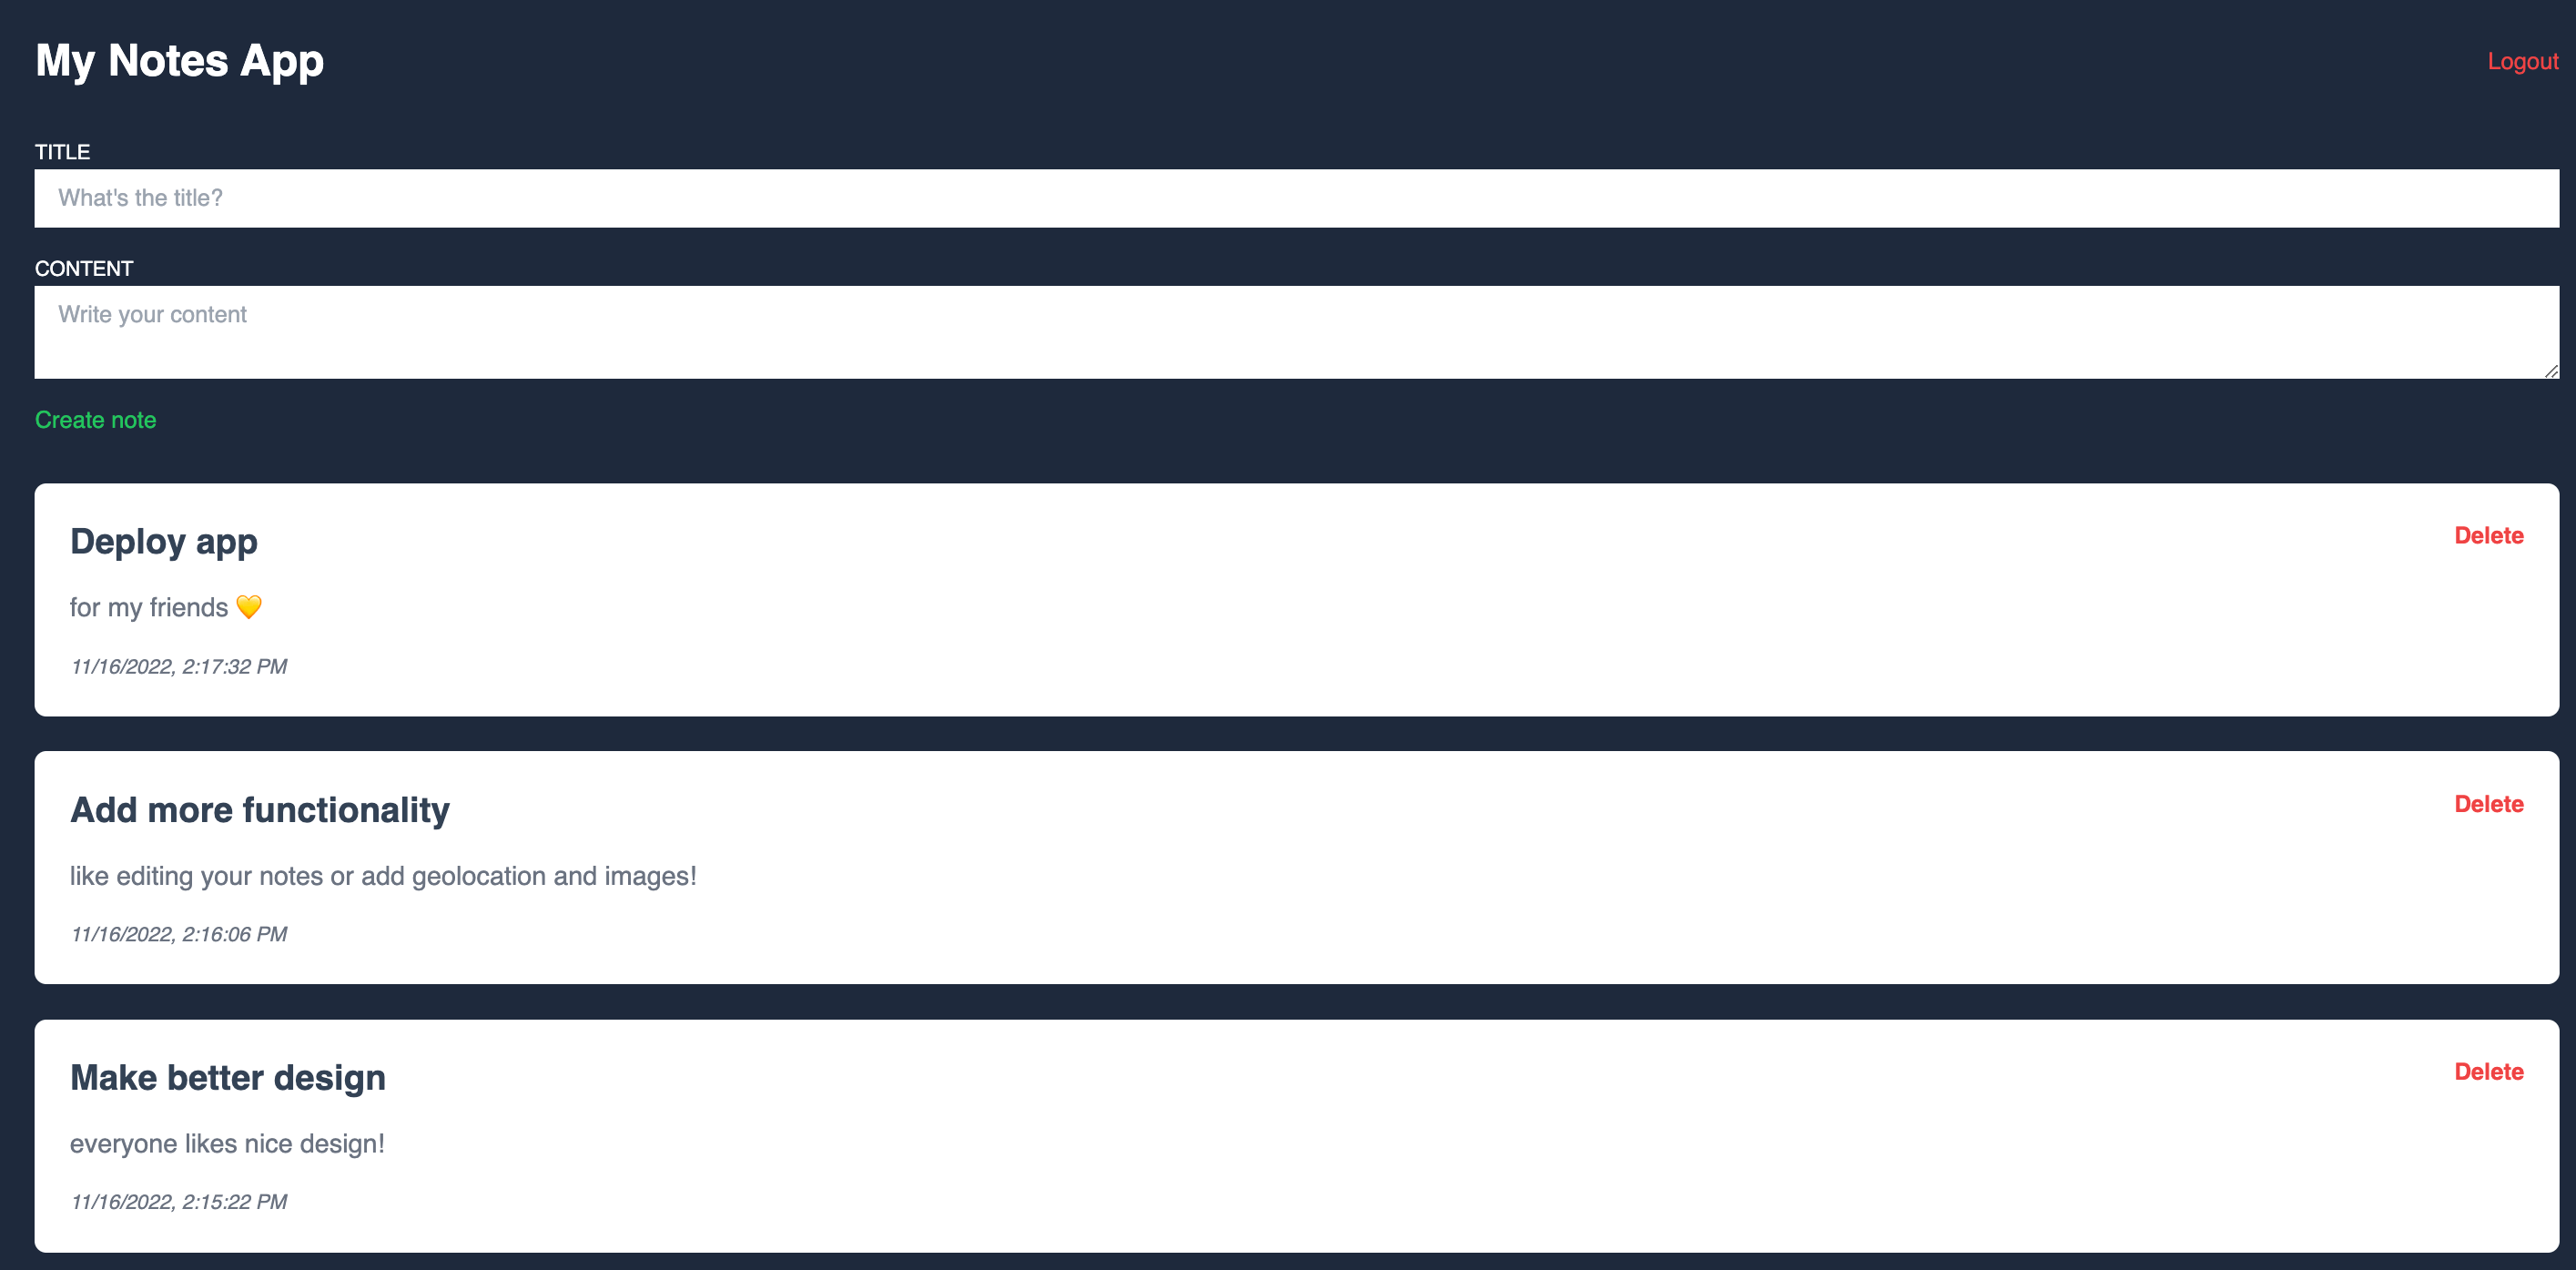 My Notes App
Logout
TITLE
What's the title?
CONTENT
Write your content
Create note
Deploy app
Delete
for my friends 💛
11/16/2022, 2:17:32 PM
Add more functionality
Delete
like editing your notes or add geolocation and images!
11/16/2022, 2:16:06 PM
Make better design
Delete
everyone likes nice design!
11/16/2022, 2:15:22 PM